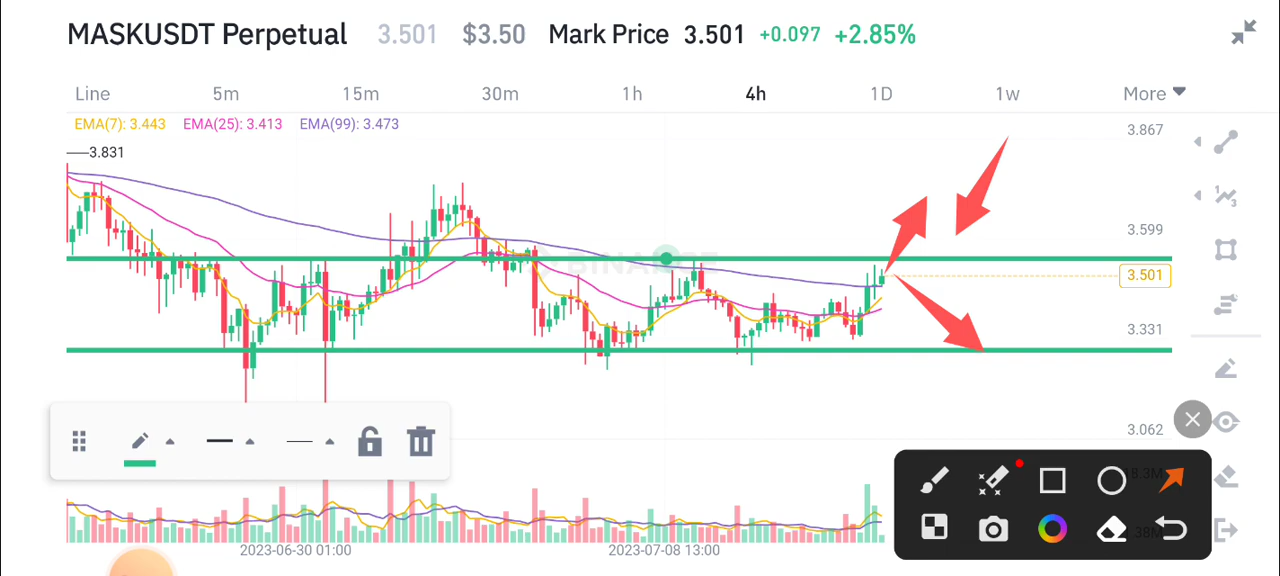 MASKUSDT Perpetual 3.501 $3.50 Mark Price 3.501 +0.097 +2.85%
Line 5m 15m 30m 1h 4h 1D 1w More
EMA(7): 3.443 EMA(25): 3.413 EMA(99): 3.473
3.867
3.831
3.599
3.501
3.331
3.062
2023-06-30 01:00 2023-07-08 13:00